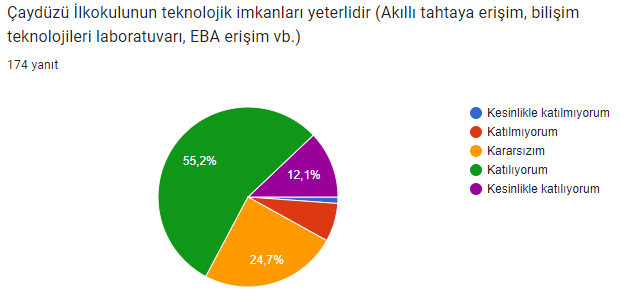 Çaydüzü İlkokulunun teknolojik imkanları yeterlidir (Akıllı tahtaya erişim, bilişim
teknolojileri laboratuvarı, EBA erişim vb.)
174 yanıt
Kesinlikle katılmıyorum
Katılmıyorum
Kararsızım
Katılıyorum
Kesinlikle katılıyorum
55,2%
12,1%
24,7%